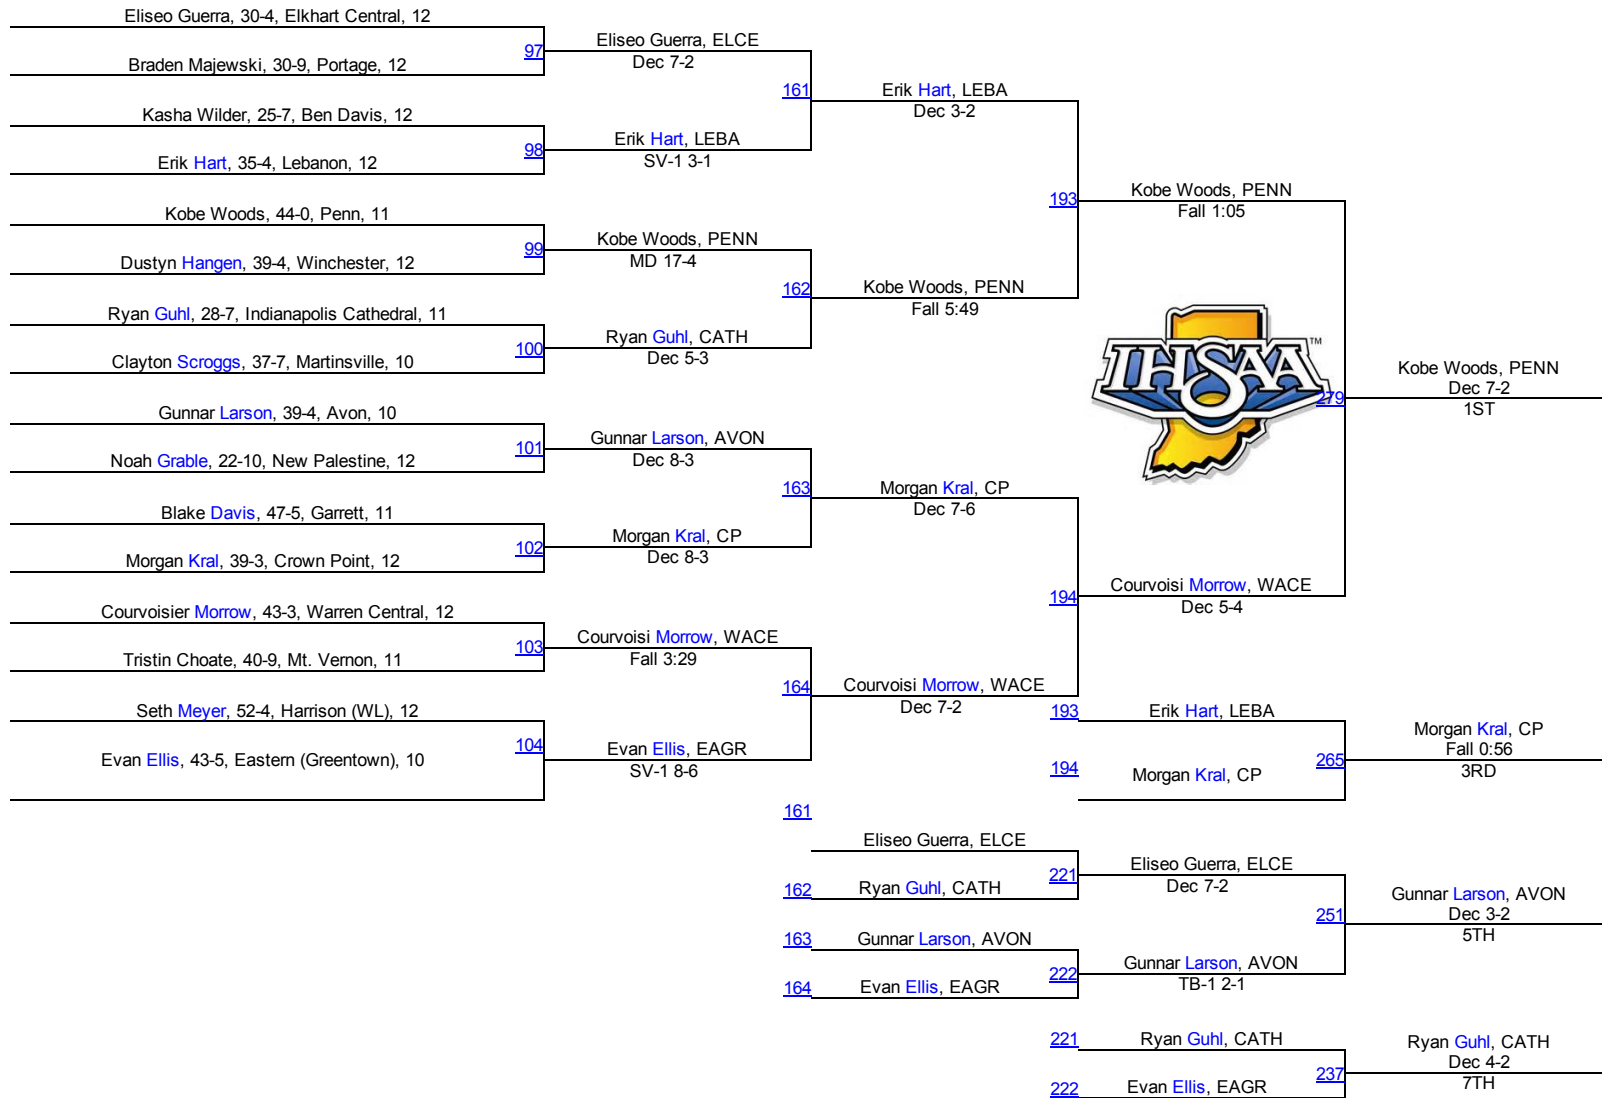 Eliseo Guerra, 30-4, Elkhart Central, 12
97
Braden Majewski, 30-9, Portage, 12
Eliseo Guerra, ELCE
Dec 7-2
161
Kasha Wilder, 25-7, Ben Davis, 12
98
Erik Hart, 35-4, Lebanon, 12
Erik Hart, LEBA
SV-1 3-1
Erik Hart, LEBA
Dec 3-2
193
Kobe Woods, 44-0, Penn, 11
99
Dustyn Hangen, 39-4, Winchester, 12
Kobe Woods, PENN
MD 17-4
162
Ryan Guhl, 28-7, Indianapolis Cathedral, 11
100
Clayton Scroggs, 37-7, Martinsville, 10
Ryan Guhl, CATH
Dec 5-3
Kobe Woods, PENN
Fall 5:49
Kobe Woods, PENN
Fall 1:05
IHSAA
TM
279
Kobe Woods, PENN
Dec 7-2
1ST
Gunnar Larson, 39-4, Avon, 10
101
Noah Grable, 22-10, New Palestine, 12
Gunnar Larson, AVON
Dec 8-3
163
Blake Davis, 47-5, Garrett, 11
102
Morgan Kral, 39-3, Crown Point, 12
Morgan Kral, CP
Dec 8-3
Morgan Kral, CP
Dec 7-6
194
Courvoisi Morrow, WACE
Dec 5-4
Courvoisier Morrow, 43-3, Warren Central, 12
103
Tristin Choate, 40-9, Mt. Vernon, 11
Courvoisi Morrow, WACE
Fall 3:29
164
Courvoisi Morrow, WACE
Dec 7-2
Seth Meyer, 52-4, Harrison (WL), 12
104
Evan Ellis, 43-5, Eastern (Greentown), 10
Evan Ellis, EAGR
SV-1 8-6
193
Erik Hart, LEBA
194
Morgan Kral, CP
265
Morgan Kral, CP
Fall 0:56
3RD
161
Eliseo Guerra, ELCE
162
Ryan Guhl, CATH
221
Eliseo Guerra, ELCE
Dec 7-2
163
Gunnar Larson, AVON
164
Evan Ellis, EAGR
222
Gunnar Larson, AVON
TB-1 2-1
251
Gunnar Larson, AVON
Dec 3-2
5TH
221
Ryan Guhl, CATH
222
Evan Ellis, EAGR
237
Ryan Guhl, CATH
Dec 4-2
7TH